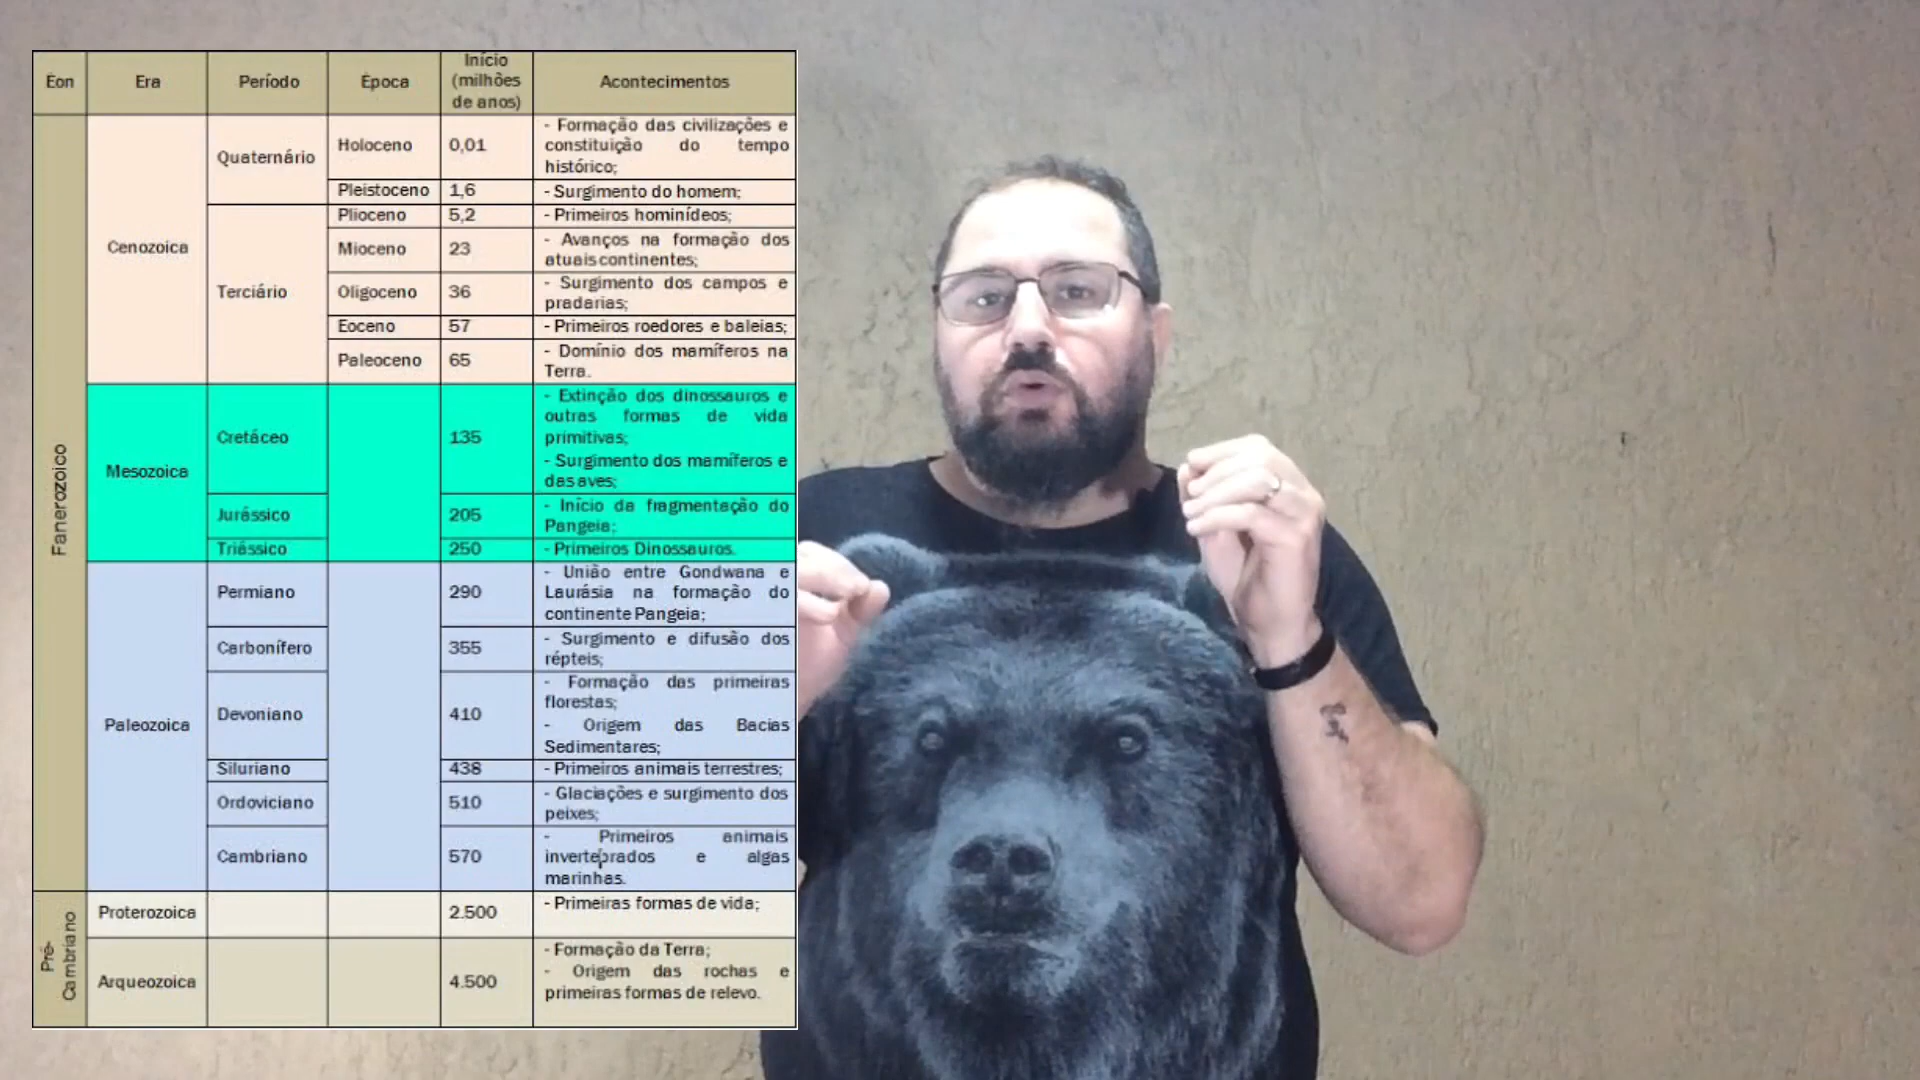 Éon Era Período Época Início (milhões de anos) Acontecimentos
Fanerozoico
Cenozoica
Quaternário
Holoceno 0,01
- Formação das civilizações e
constituição do tempo
histórico;
Pleistoceno 1,6 - Surgimento do homem;
Terciário
Plioceno 5,2 - Primeiros hominídeos;
Mioceno 23
- Avanços na formação dos
atuais continentes;
Oligoceno 36
- Surgimento dos campos e
pradarias;
Eoceno 57 - Primeiros roedores e baleias;
Paleoceno 65
- Domínio dos mamíferos na
Terra.
Mesozoica
Cretáceo 135
- Extinção dos dinossauros e
outras formas de vida
primitivas;
- Surgimento dos mamíferos e
das aves;
Jurássico 205
- Início da fragmentação do
Pangeia;
Triássico 250 - Primeiros Dinossauros.
Paleozoica
Permiano 290
- União entre Gondwana e
Laurásia na formação do
continente Pangeia;
Carbonífero 355
- Surgimento e difusão dos
répteis;
Devoniano 410
- Formação das primeiras
florestas;
- Origem das Bacias
Sedimentares;
Siluriano 438 - Primeiros animais terrestres;
Ordoviciano 510
- Glaciações e surgimento dos
peixes;
Cambriano 570
- Primeiros animais
invertebrados e algas
marinhas.
Pré-
Cambriano
Proterozoica 2.500 - Primeiras formas de vida;
Arqueozoica 4.500
- Formação da Terra;
- Origem das rochas e
primeiras formas de relevo.